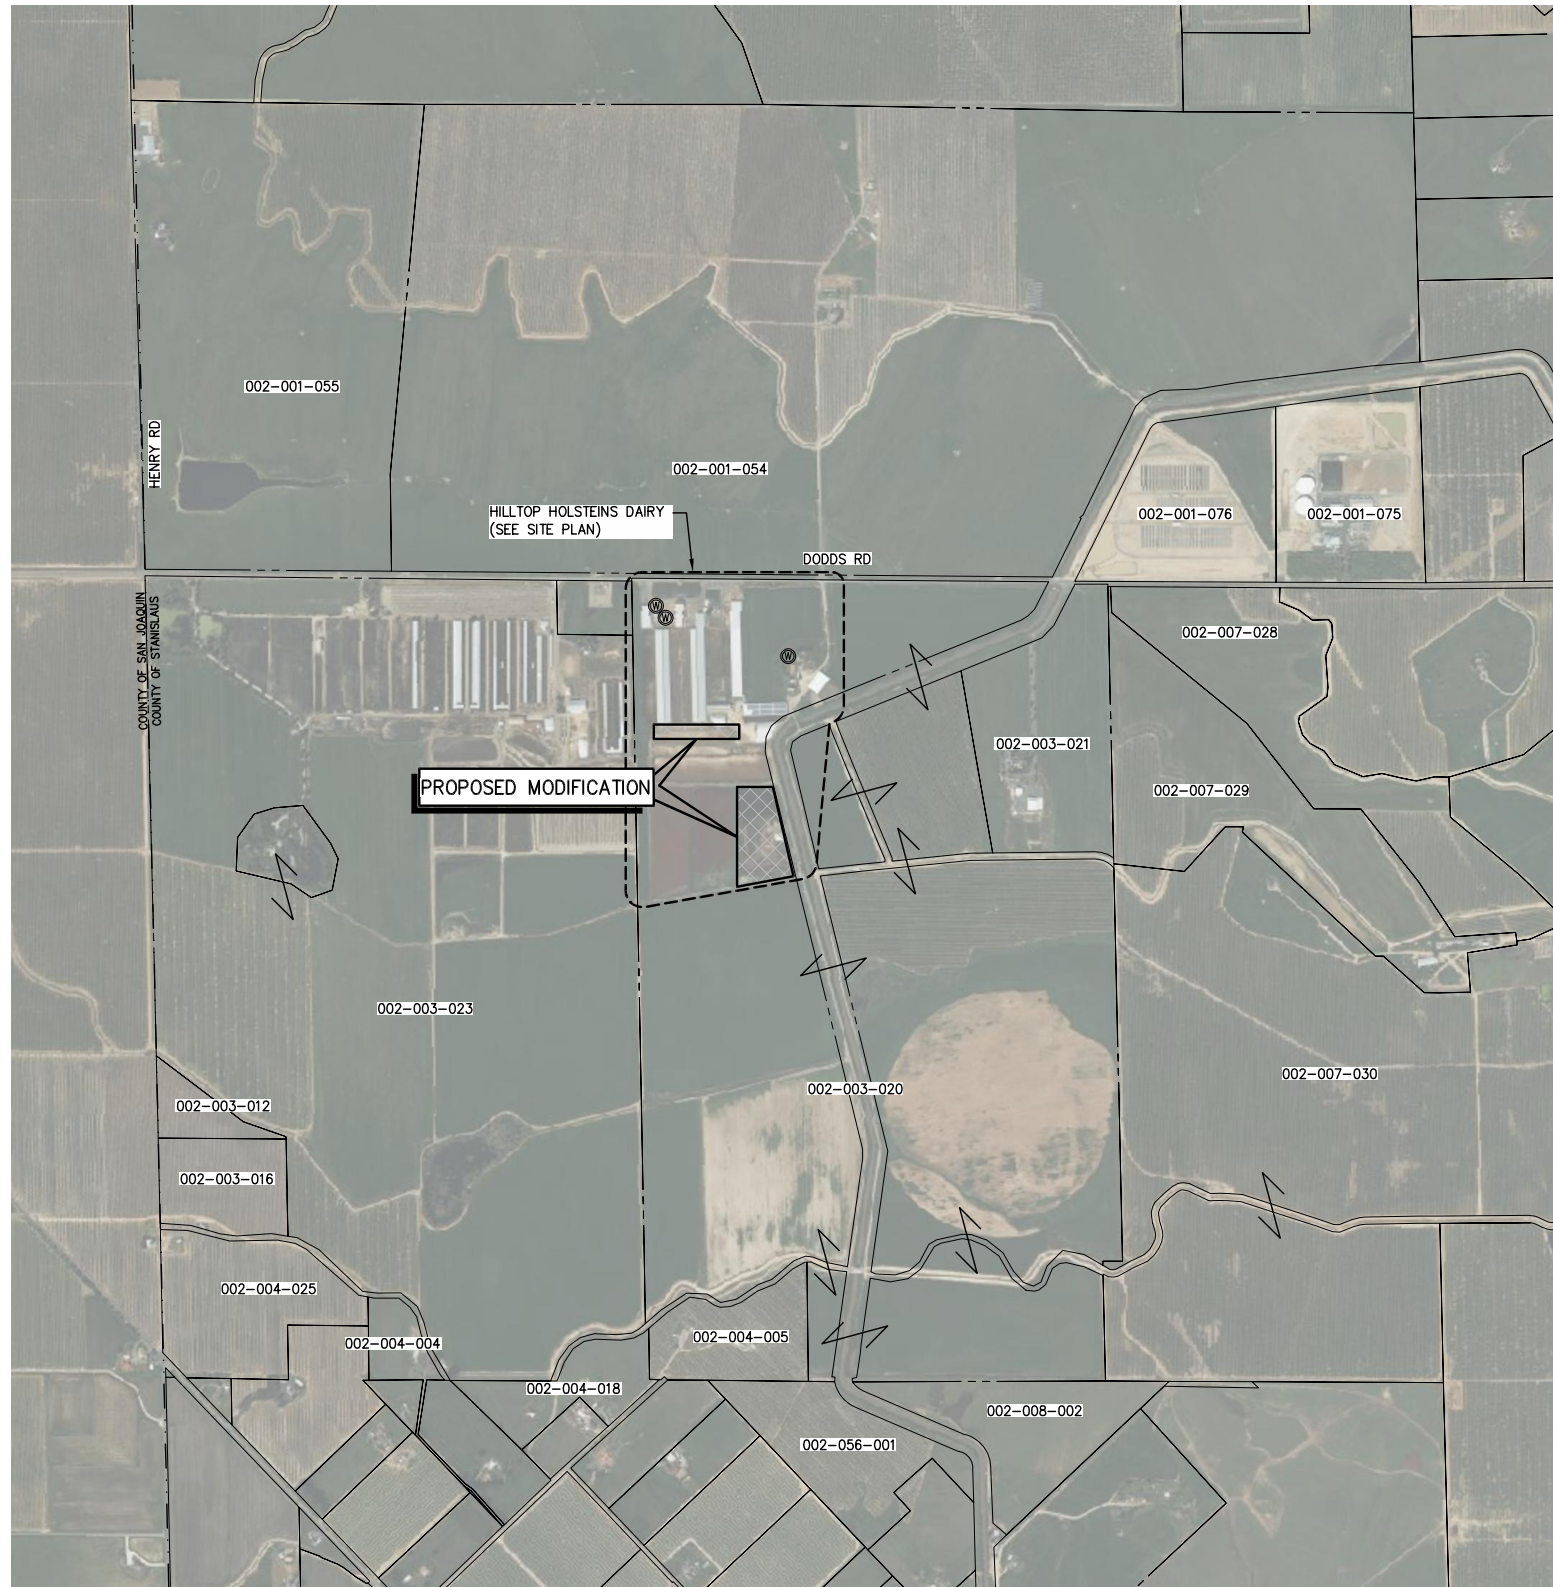 002-001-055
HENRY RD
002-001-054
HILLTOP HOLSTEINS DAIRY
(SEE SITE PLAN)
DODDS RD
002-001-076
002-001-075
COUNTY OF SAN JOAQUIN
COUNTY OF STANISLAUS
W
W
W
002-007-028
002-003-021
PROPOSED MODIFICATION
002-007-029
002-003-023
002-007-030
002-003-020
002-003-012
002-003-016
002-004-025
002-004-004
002-004-005
002-004-018
002-008-002
002-056-001